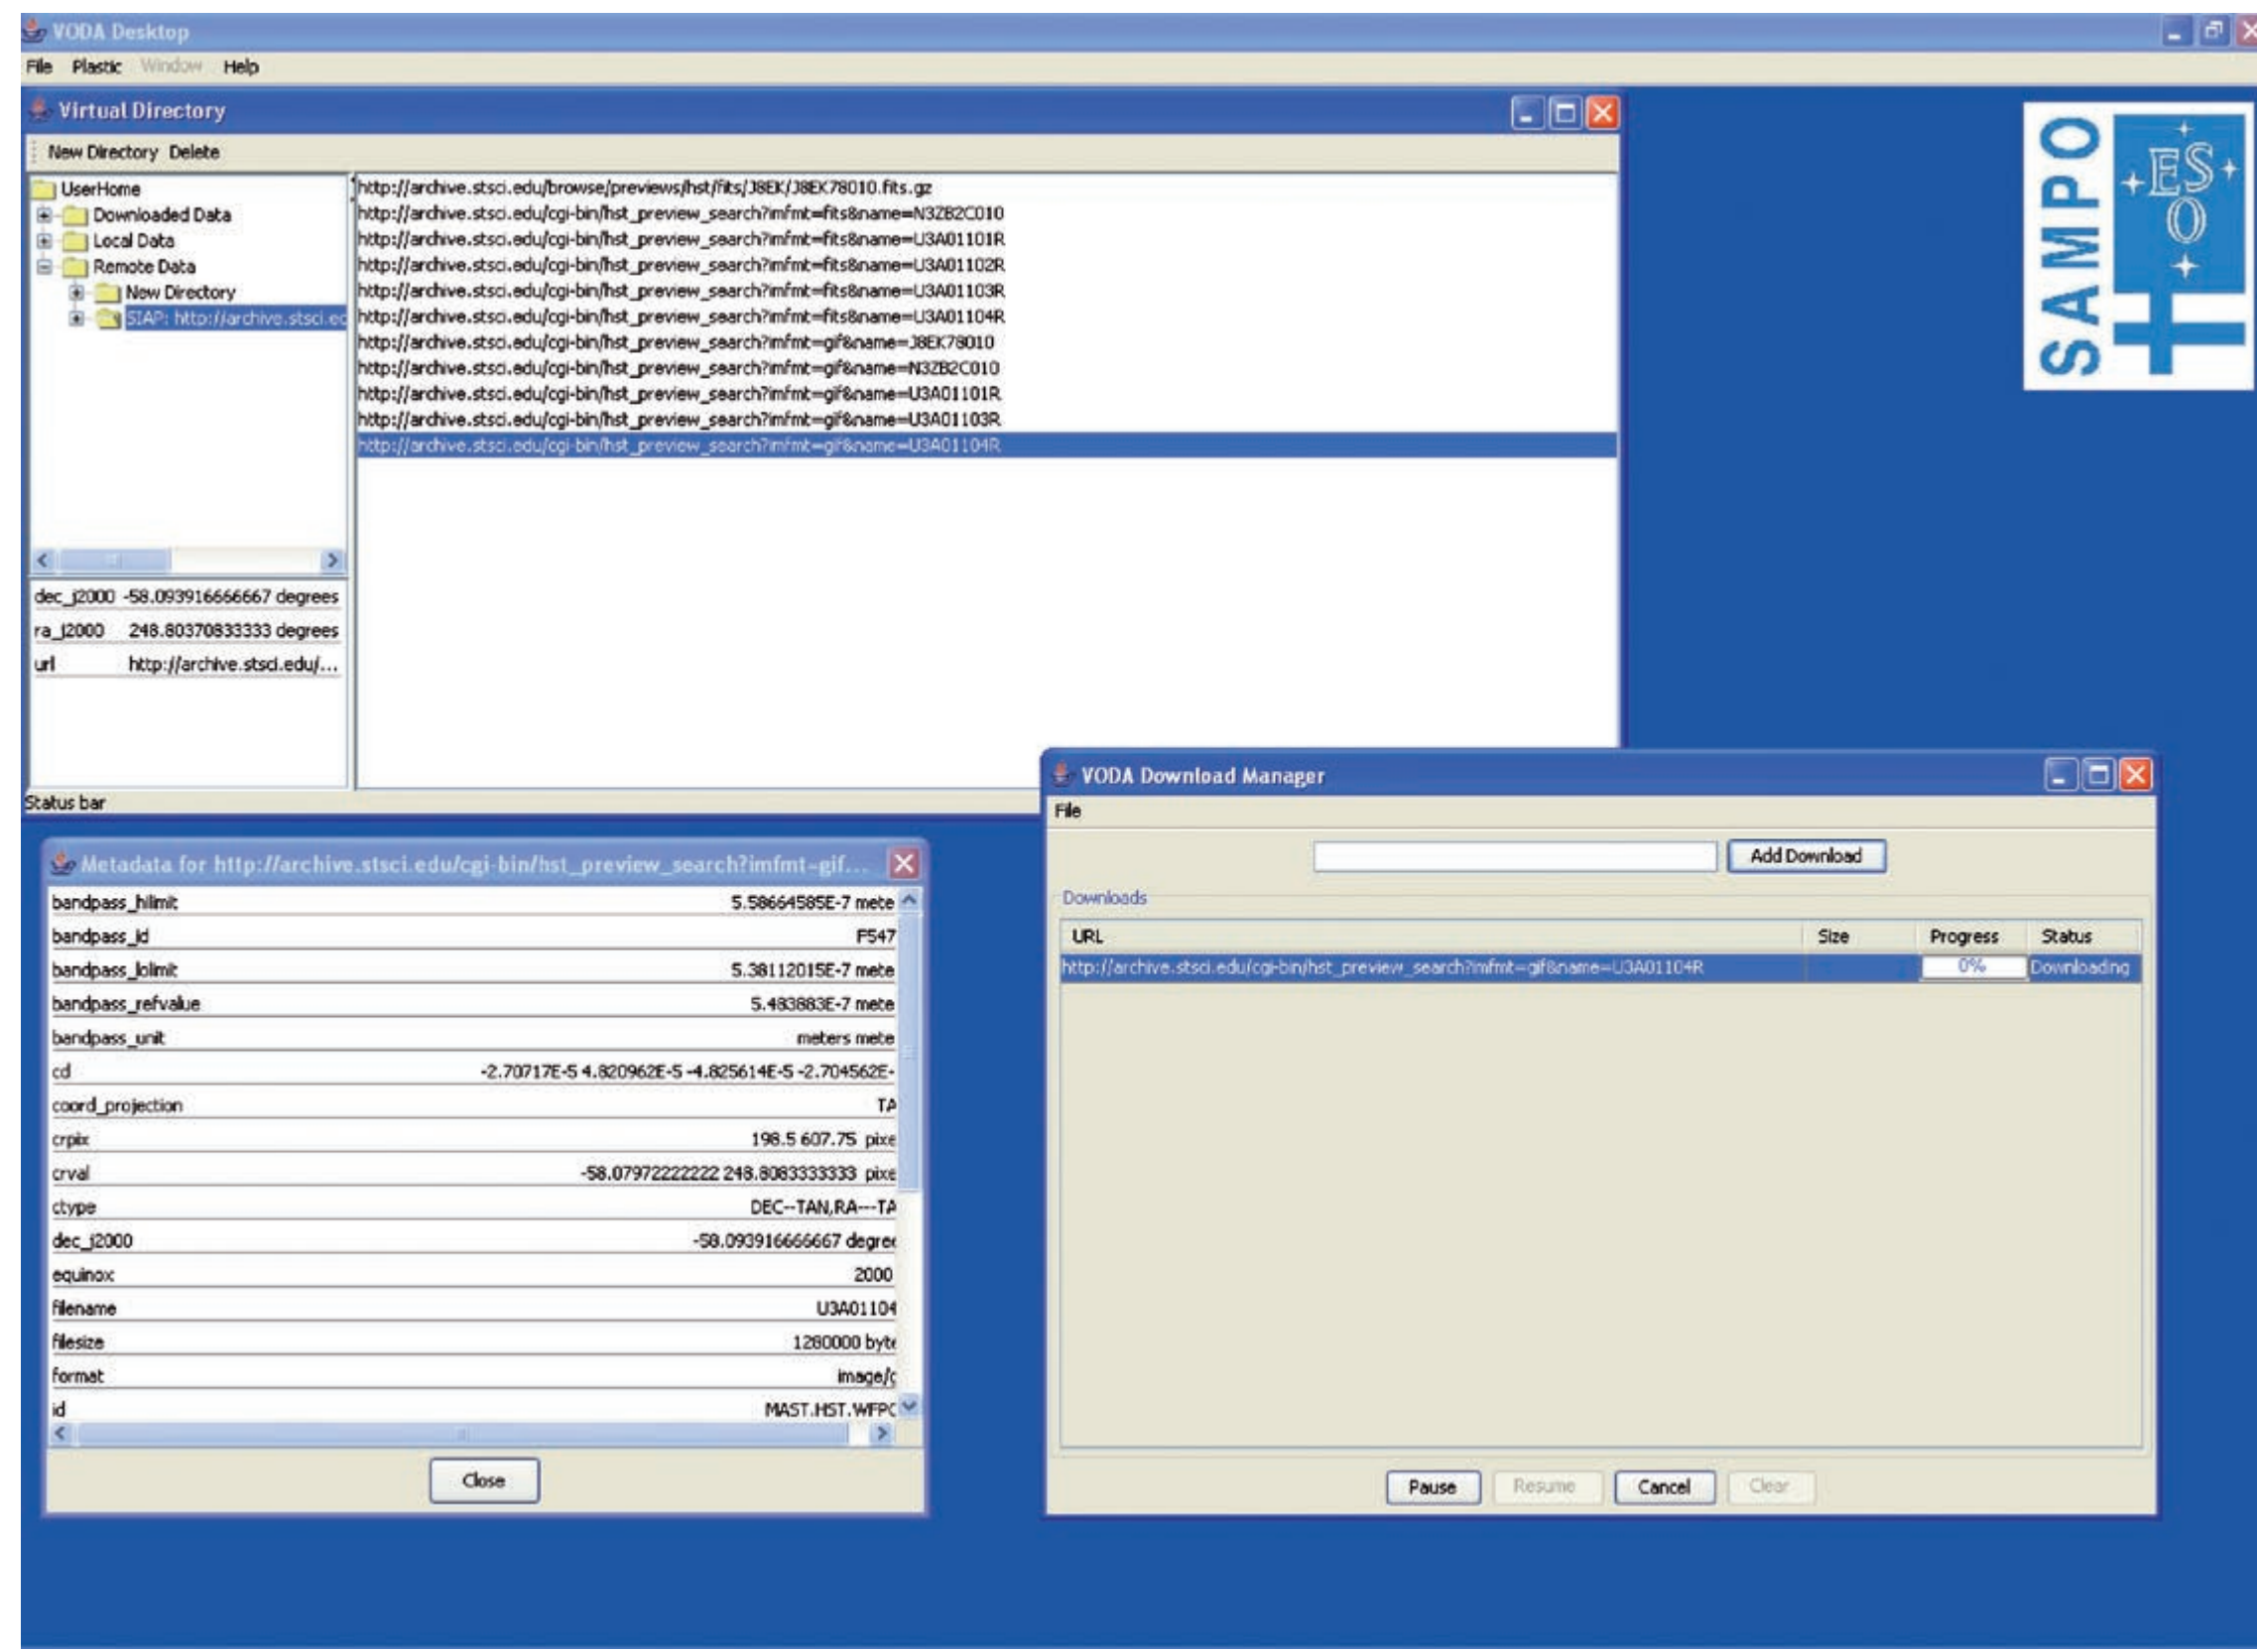 VODA Desktop
File Plastic Window Help
Virtual Directory
New Directory Delete
UserHome
Downloaded Data
Local Data
Remote Data
New Directory
SIAP: http://archive.stsci.ed
http://archive.stsci.edu/browse/previews/hst/fits/J8EK/J8EK78010.fits.gz
http://archive.stsci.edu/cgi-bin/hst_preview_search?imfmt=fits&name=N3ZB2C010
http://archive.stsci.edu/cgi-bin/hst_preview_search?imfmt=fits&name=U3A01101R
http://archive.stsci.edu/cgi-bin/hst_preview_search?imfmt=fits&name=U3A01102R
http://archive.stsci.edu/cgi-bin/hst_preview_search?imfmt=fits&name=U3A01103R
http://archive.stsci.edu/cgi-bin/hst_preview_search?imfmt=fits&name=U3A01104R
http://archive.stsci.edu/cgi-bin/hst_preview_search?imfmt=gif&name=J8EK78010
http://archive.stsci.edu/cgi-bin/hst_preview_search?imfmt=gif&name=N3ZB2C010
http://archive.stsci.edu/cgi-bin/hst_preview_search?imfmt=gif&name=U3A01101R
http://archive.stsci.edu/cgi-bin/hst_preview_search?imfmt=gif&name=U3A01103R
http://archive.stsci.edu/cgi-bin/hst_preview_search?imfmt=gif&name=U3A01104R
dec_j2000 -58.093916666667 degrees
ra_j2000 248.80370833333 degrees
url http://archive.stsci.edu/...
Status bar
SAMPO
ESO
Metadata for http://archive.stsci.edu/cgi-bin/hst_preview_search?imfmt=gif...
bandpass_hilimit 5.58664585E-7 mete
bandpass_id F547
bandpass_lolimit 5.38112015E-7 mete
bandpass_refvalue 5.483883E-7 mete
bandpass_unit meters mete
cd -2.70717E-5 4.820962E-5 -4.825614E-5 -2.704562E-
coord_projection TA
crpix 198.5 607.75 pixe
crval -58.07972222222 248.8083333333 pixe
ctype DEC--TAN,RA---TA
dec_j2000 -58.093916666667 degree
equinox 2000
filename U3A01104
filesize 1280000 byte
format image/g
id MAST.HST.WFPC
Close
VODA Download Manager
File
Add Download
Downloads
URL Size Progress Status
http://archive.stsci.edu/cgi-bin/hst_preview_search?imfmt=gif&name=U3A01104R 0% Downloading
Pause Resume Cancel Clear